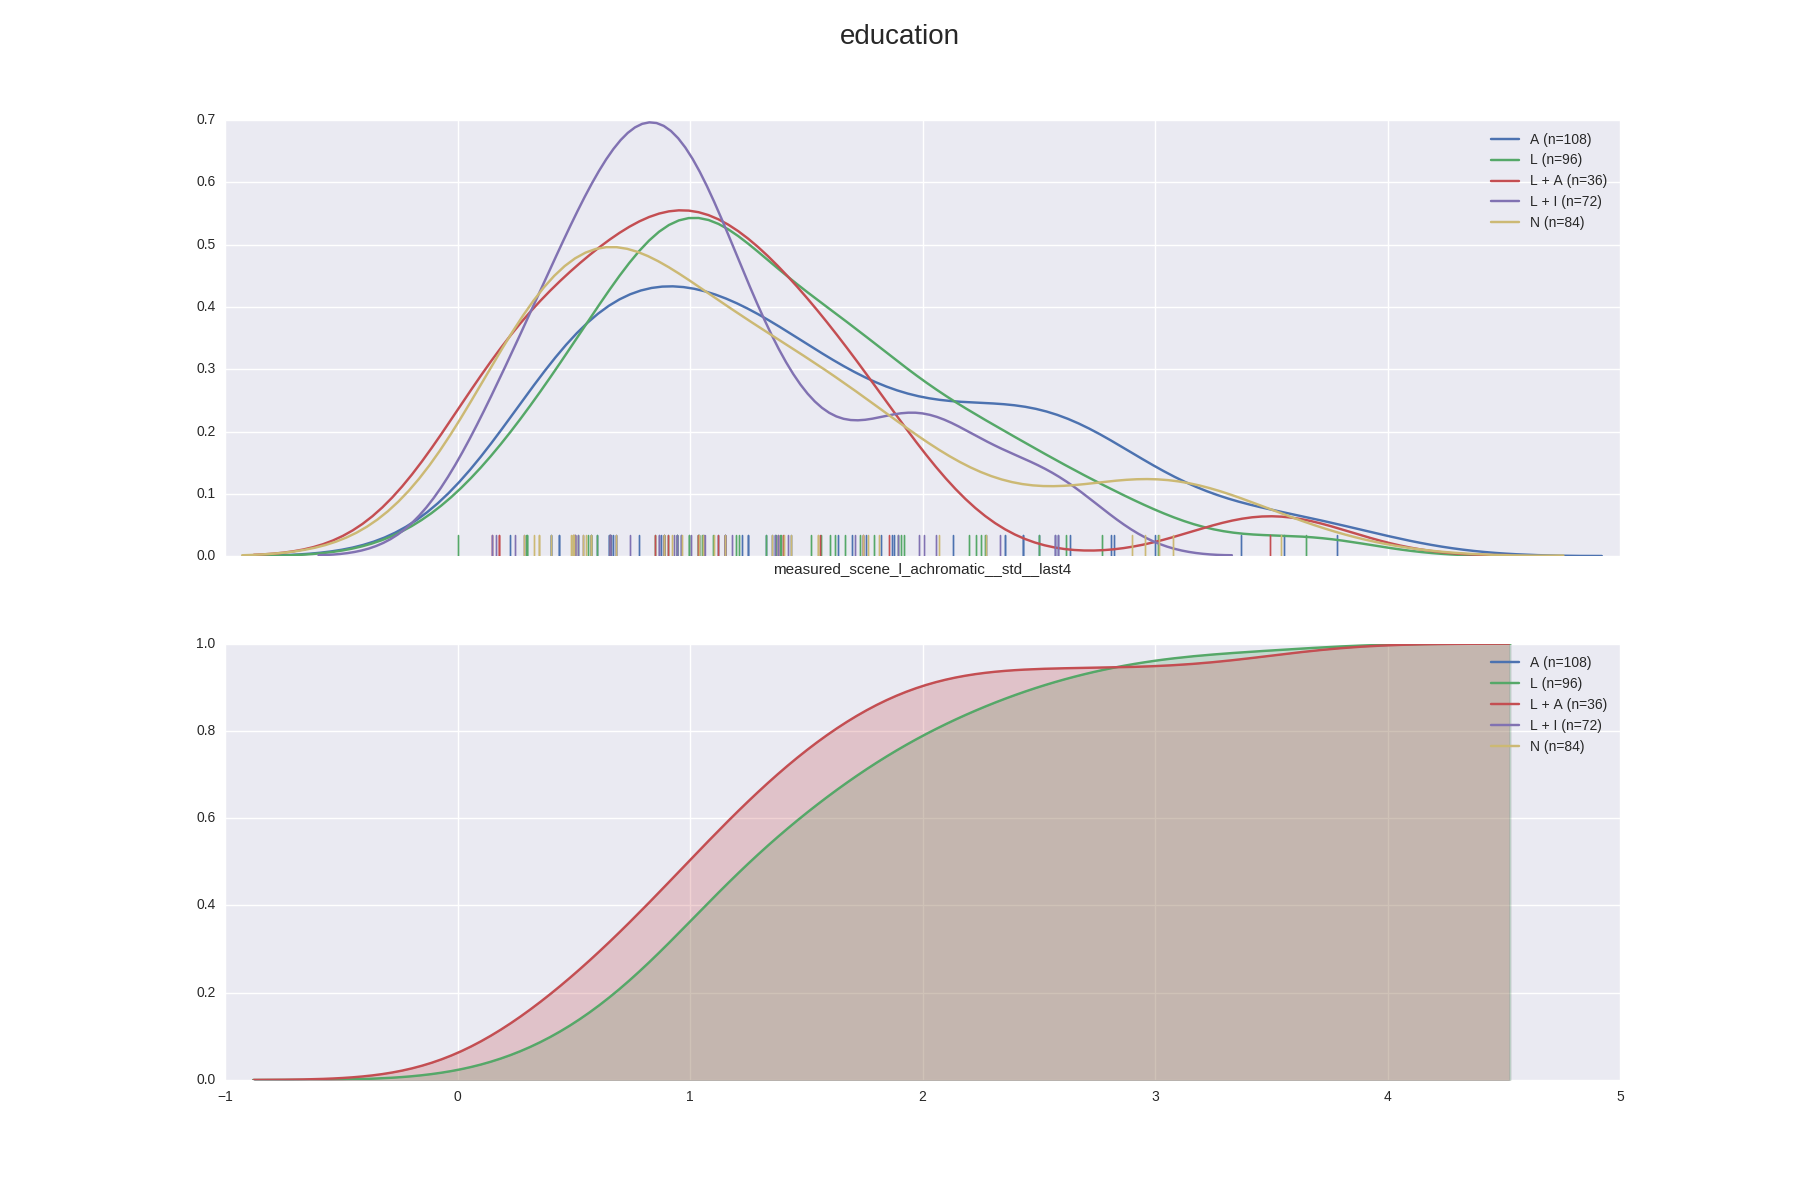 education
0.7
0.6
0.5
0.4
0.3
0.2
0.1
0.0
A (n=108)
L (n=96)
L + A (n=36)
L + I (n=72)
N (n=84)
measured_scene_l_achromatic__std__last4
1.0
0.8
0.6
0.4
0.2
0.0
A (n=108)
L (n=96)
L + A (n=36)
L + I (n=72)
N (n=84)
−1 0 1 2 3 4 5